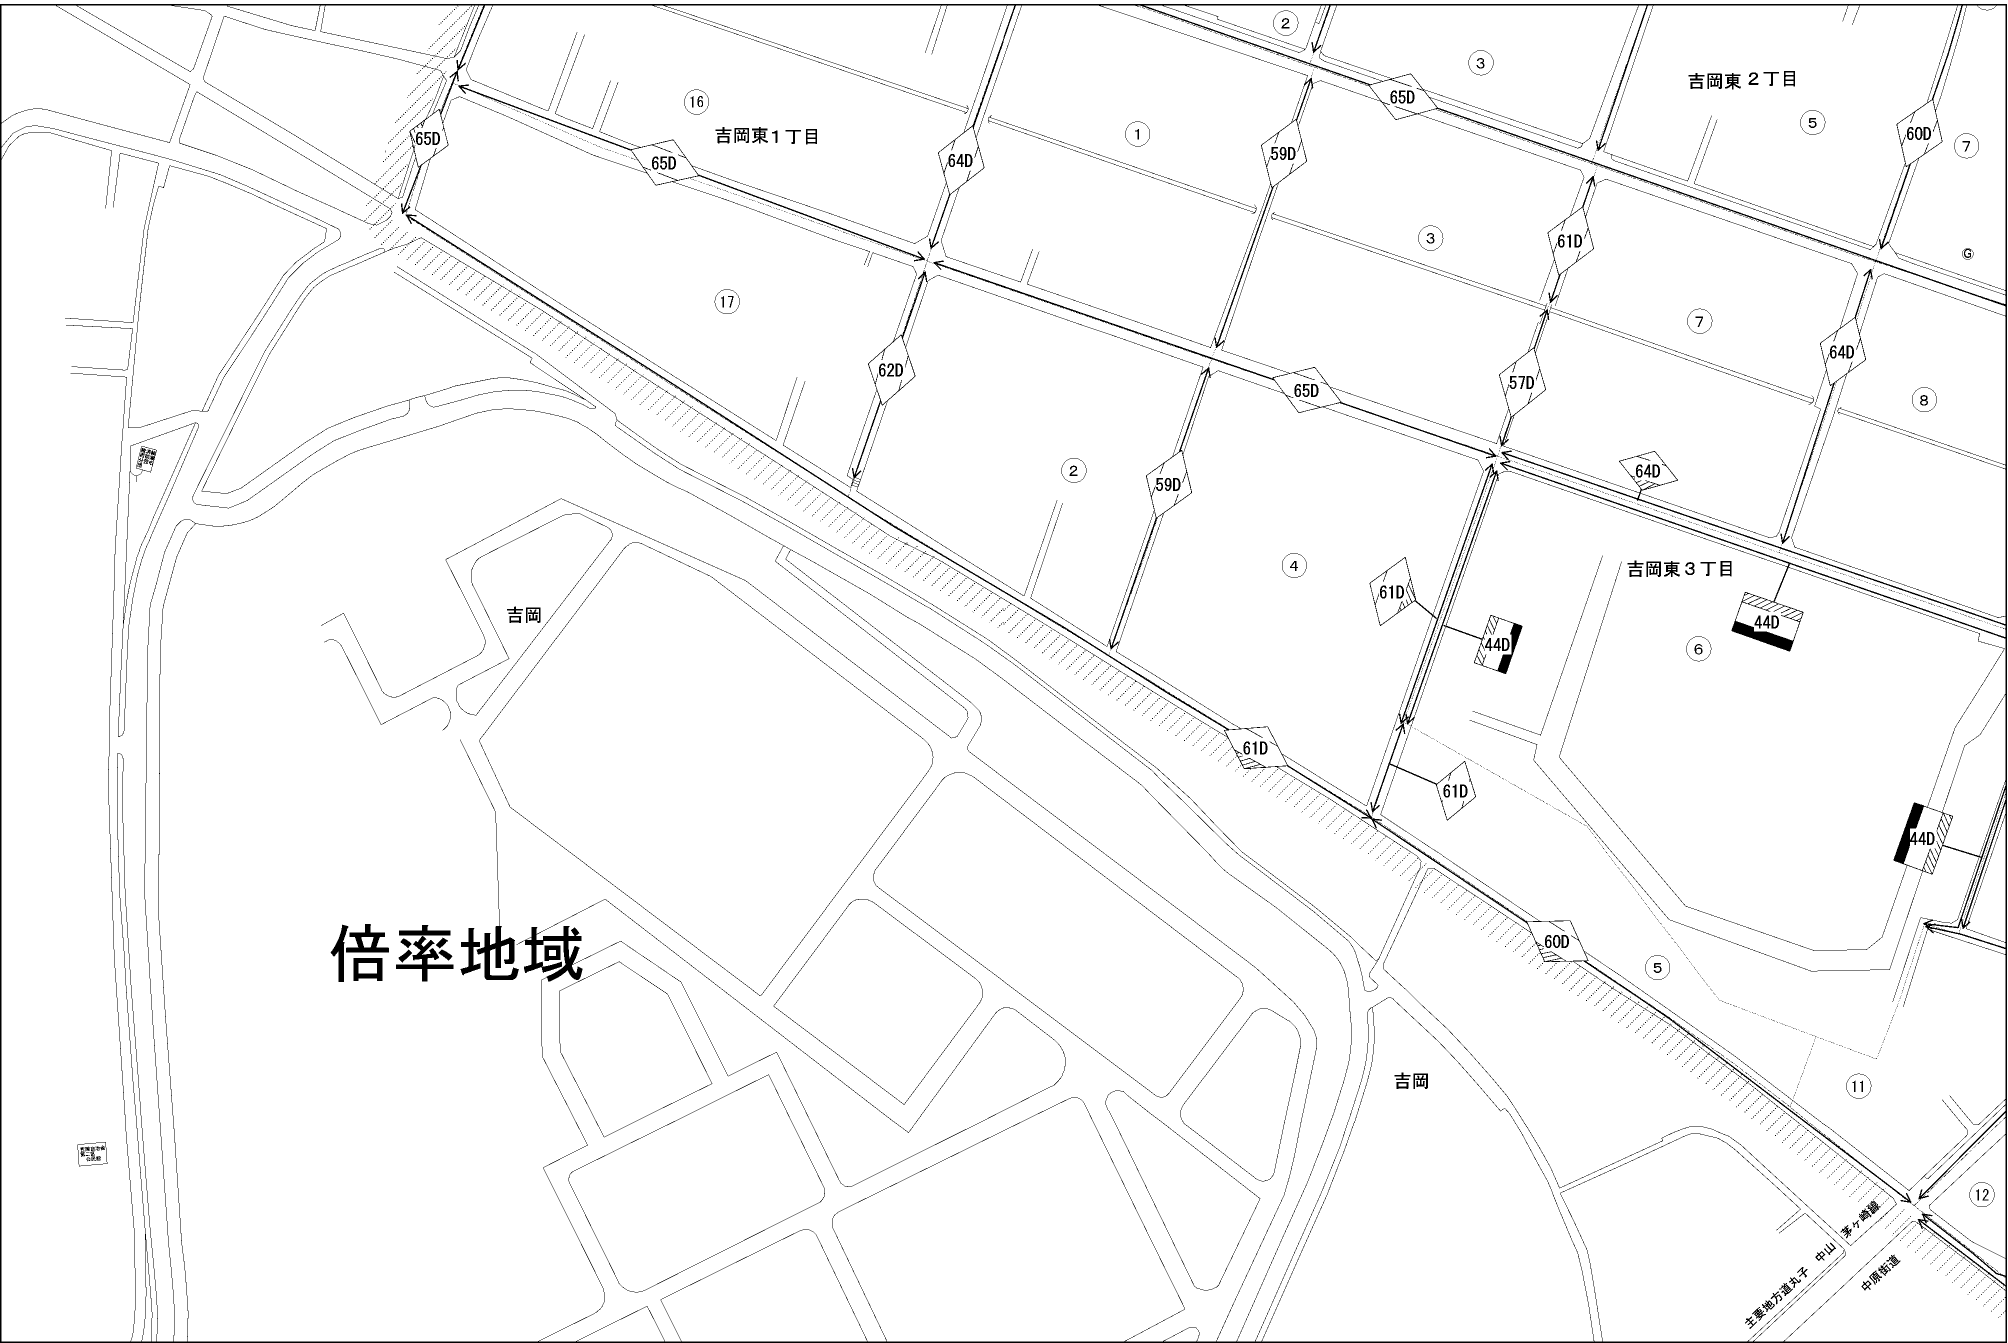 ②
③
吉岡東２丁目
65D
⑯
吉岡東１丁目
①
⑤
60D
⑦
65D
65D
64D
59D
③
61D
G
⑰
⑦
62D
65D
57D
64D
⑧
②
59D
64D
④
吉岡東３丁目
61D
44D
44D
吉岡
⑥
61D
61D
44D
倍率地域
60D
⑤
吉岡
⑪
⑫
主要地方道丸子　中山　茅ヶ崎線
中原街道